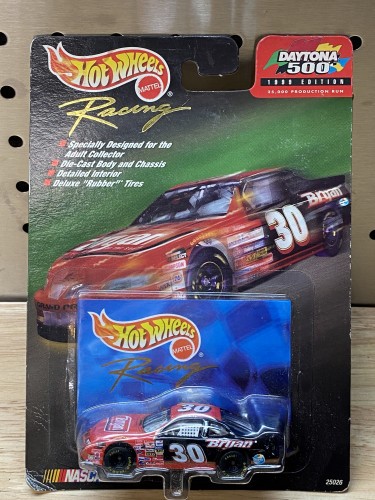 Hot Wheels
MATTEL
Racing
DAYTONA
500
1999 EDITION
25,000 PRODUCTION RUN
Specially Designed for the
Adult Collector
Die-Cast Body and Chassis
Detailed Interior
Deluxe "Rubber" Tires
Bryan
30
Hot Wheels
MATTEL
Racing
30
Bryan
30
NASCAR
25026